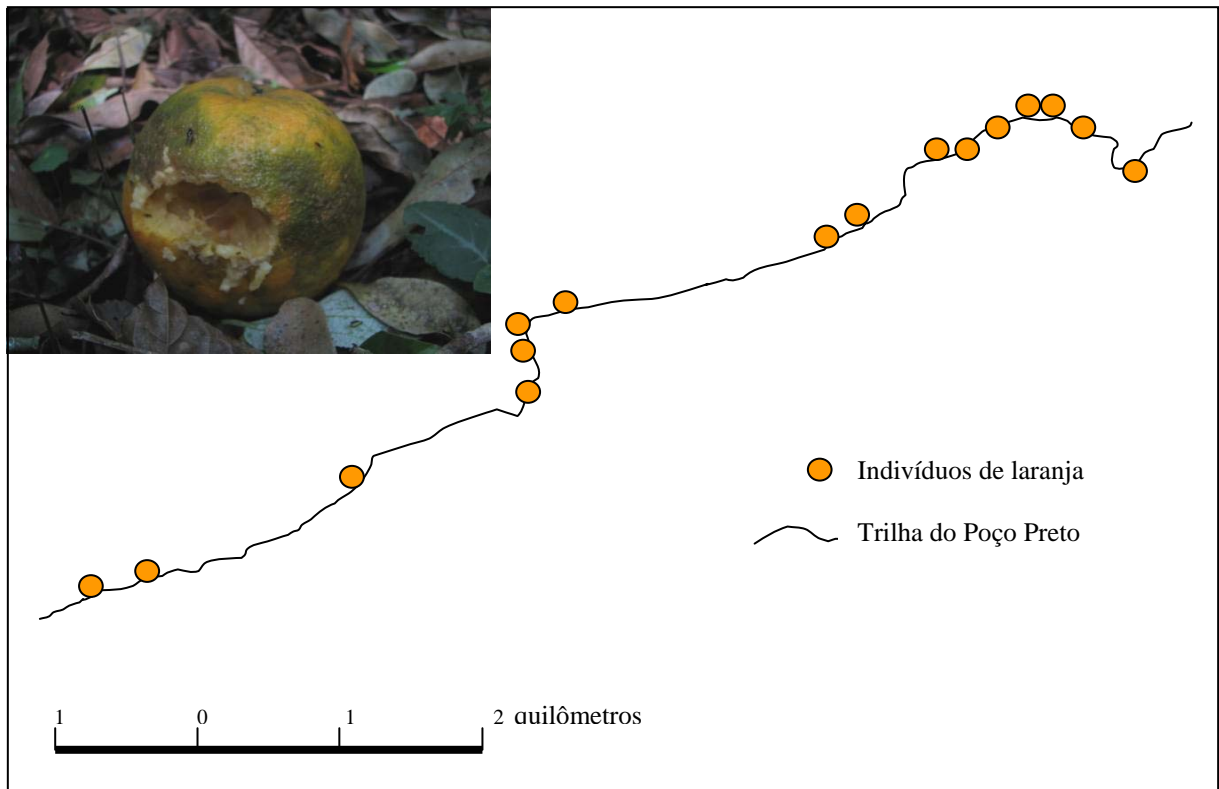 Indivíduos de laranja
Trilha do Poço Preto
1 0 1 2 quilômetros